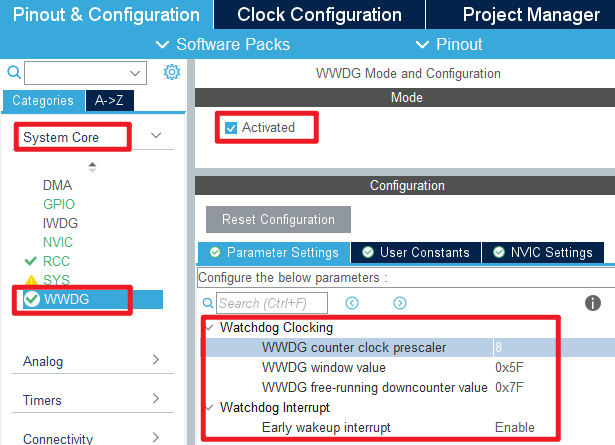 Pinout & Configuration Clock Configuration Project Manager
Software Packs Pinout
Categories A->Z
System Core
DMA
GPIO
IWDG
NVIC
RCC
SYS
WWDG
Analog
Timers
Connectivity
WWDG Mode and Configuration
Mode
Activated
Configuration
Reset Configuration
Parameter Settings User Constants NVIC Settings
Configure the below parameters :
Search (Ctrl+F)
Watchdog Clocking
WWDG counter clock prescaler 8
WWDG window value 0x5F
WWDG free-running downcounter value 0x7F
Watchdog Interrupt
Early wakeup interrupt Enable